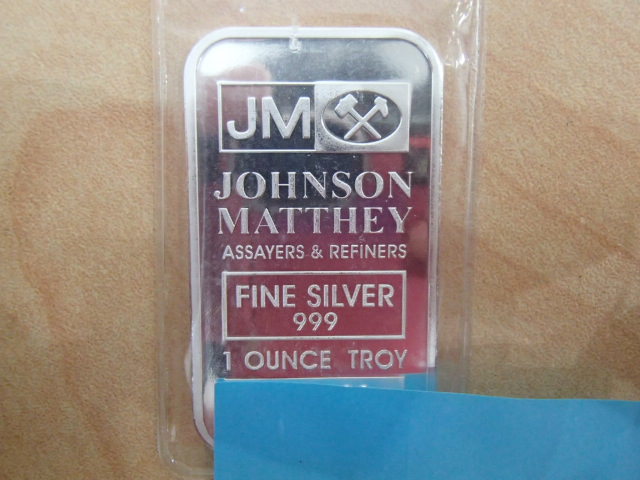 JM
JOHNSON
MATTHEY
ASSAYERS & REFINERS
FINE SILVER
999
1 OUNCE TROY